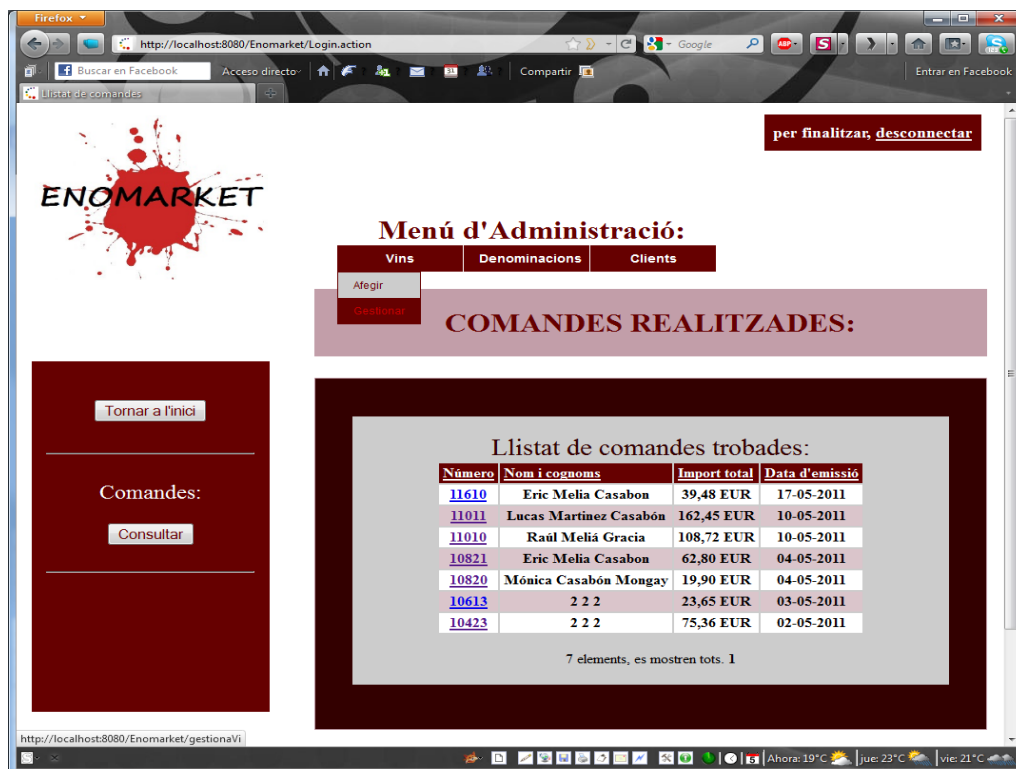 Firefox
http://localhost:8080/Enomarket/Login.action
Google
ABP
S
Buscar en Facebook
Acceso directo
31
Compartir
Entrar en Facebook
Llistat de comandes
per finalitzar, desconnectar
ENOMARKET
Menú d'Administració:
Vins Denominacions Clients
Afegir
Gestionar
COMANDES REALITZADES:
Tornar a l'inici
Comandes:
Consultar
Llistat de comandes trobades:
Número Nom i cognoms Import total Data d'emissió
11610 Eric Melia Casabon 39,48 EUR 17-05-2011
11011 Lucas Martinez Casabón 162,45 EUR 10-05-2011
11010 Raúl Meliá Gracia 108,72 EUR 10-05-2011
10821 Eric Melia Casabon 62,80 EUR 04-05-2011
10820 Mónica Casabón Mongay 19,90 EUR 04-05-2011
10613 2 2 2 23,65 EUR 03-05-2011
10423 2 2 2 75,36 EUR 02-05-2011
7 elements, es mostren tots. 1
http://localhost:8080/Enomarket/gestionaVi
5 Ahora: 19°C jue: 23°C vie: 21°C